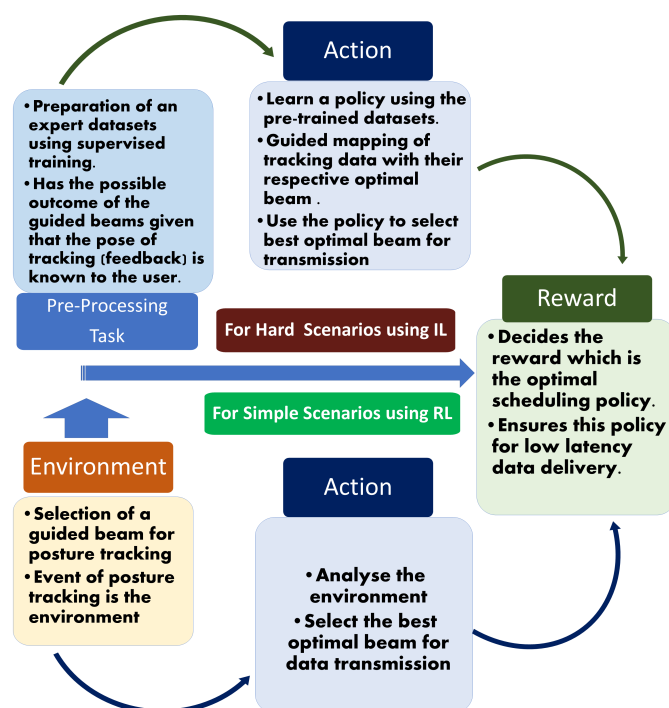 Action
• Preparation of an
expert datasets
using supervised
training.
• Has the possible
outcome of the
guided beams given
that the pose of
tracking (feedback) is
known to the user.
Pre-Processing
Task
• Learn a policy using the
pre-trained datasets.
• Guided mapping of
tracking data with their
respective optimal
beam .
• Use the policy to select
best optimal beam for
transmission
Reward
• Decides the
reward which is
the optimal
scheduling policy.
• Ensures this policy
for low latency
data delivery.
For Hard Scenarios using IL
For Simple Scenarios using RL
Environment
• Selection of a
guided beam for
posture tracking
• Event of posture
tracking is the
environment
Action
• Analyse the
environment
• Select the best
optimal beam for
data transmission